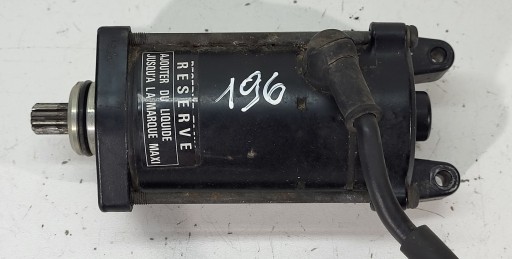 RESERVE
AJOUTER DU LIQUIDE
JUSQU'A LA MARQUE MAXI
196